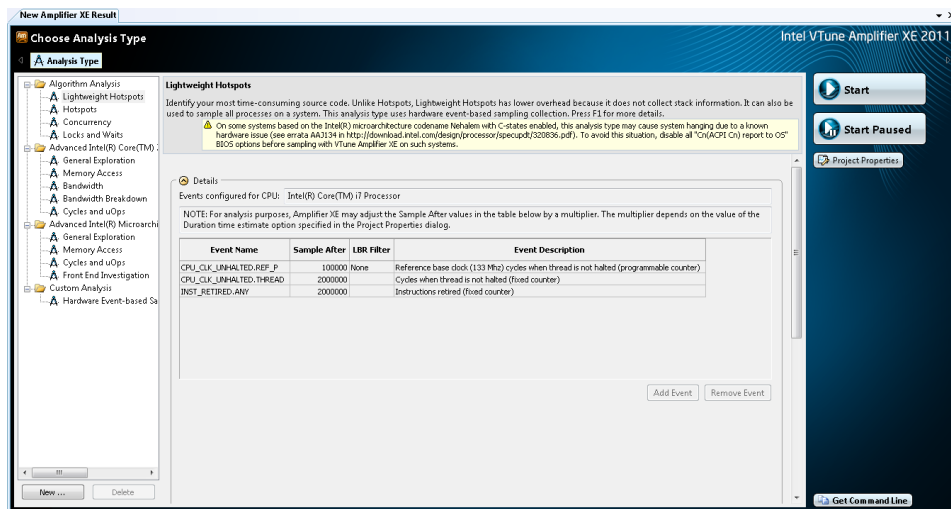 New Amplifier XE Result
Choose Analysis Type
Intel VTune Amplifier XE 2011
Analysis Type
Algorithm Analysis
Lightweight Hotspots
Hotspots
Concurrency
Locks and Waits
Advanced Intel(R) Core(TM) 2
General Exploration
Memory Access
Bandwidth
Bandwidth Breakdown
Cycles and uOps
Advanced Intel(R) Microarchi
General Exploration
Memory Access
Cycles and uOps
Front End Investigation
Custom Analysis
Hardware Event-based Sa
New ...
Delete
Lightweight Hotspots
Identify your most time-consuming source code. Unlike Hotspots, Lightweight Hotspots has lower overhead because it does not collect stack information. It can also be
used to sample all processes on a system. This analysis type uses hardware event-based sampling collection. Press F1 for more details.
On some systems based on the Intel(R) microarchitecture codename Nehalem with C-states enabled, this analysis type may cause system hanging due to a known
hardware issue (see errata AAJ134 in http://download.intel.com/design/processor/specupdt/320836.pdf). To avoid this situation, disable all "Cn(ACPI Cn) report to OS"
BIOS options before sampling with VTune Amplifier XE on such systems.
Details
Events configured for CPU: Intel(R) Core(TM) i7 Processor
NOTE: For analysis purposes, Amplifier XE may adjust the Sample After values in the table below by a multiplier. The multiplier depends on the value of the
Duration time estimate option specified in the Project Properties dialog.
Event Name Sample After LBR Filter Event Description
CPU_CLK_UNHALTED.REF_P 100000 None Reference base clock (133 Mhz) cycles when thread is not halted (programmable counter)
CPU_CLK_UNHALTED.THREAD 2000000 Cycles when thread is not halted (fixed counter)
INST_RETIRED.ANY 2000000 Instructions retired (fixed counter)
Add Event
Remove Event
Start
Start Paused
Project Properties
Get Command Line